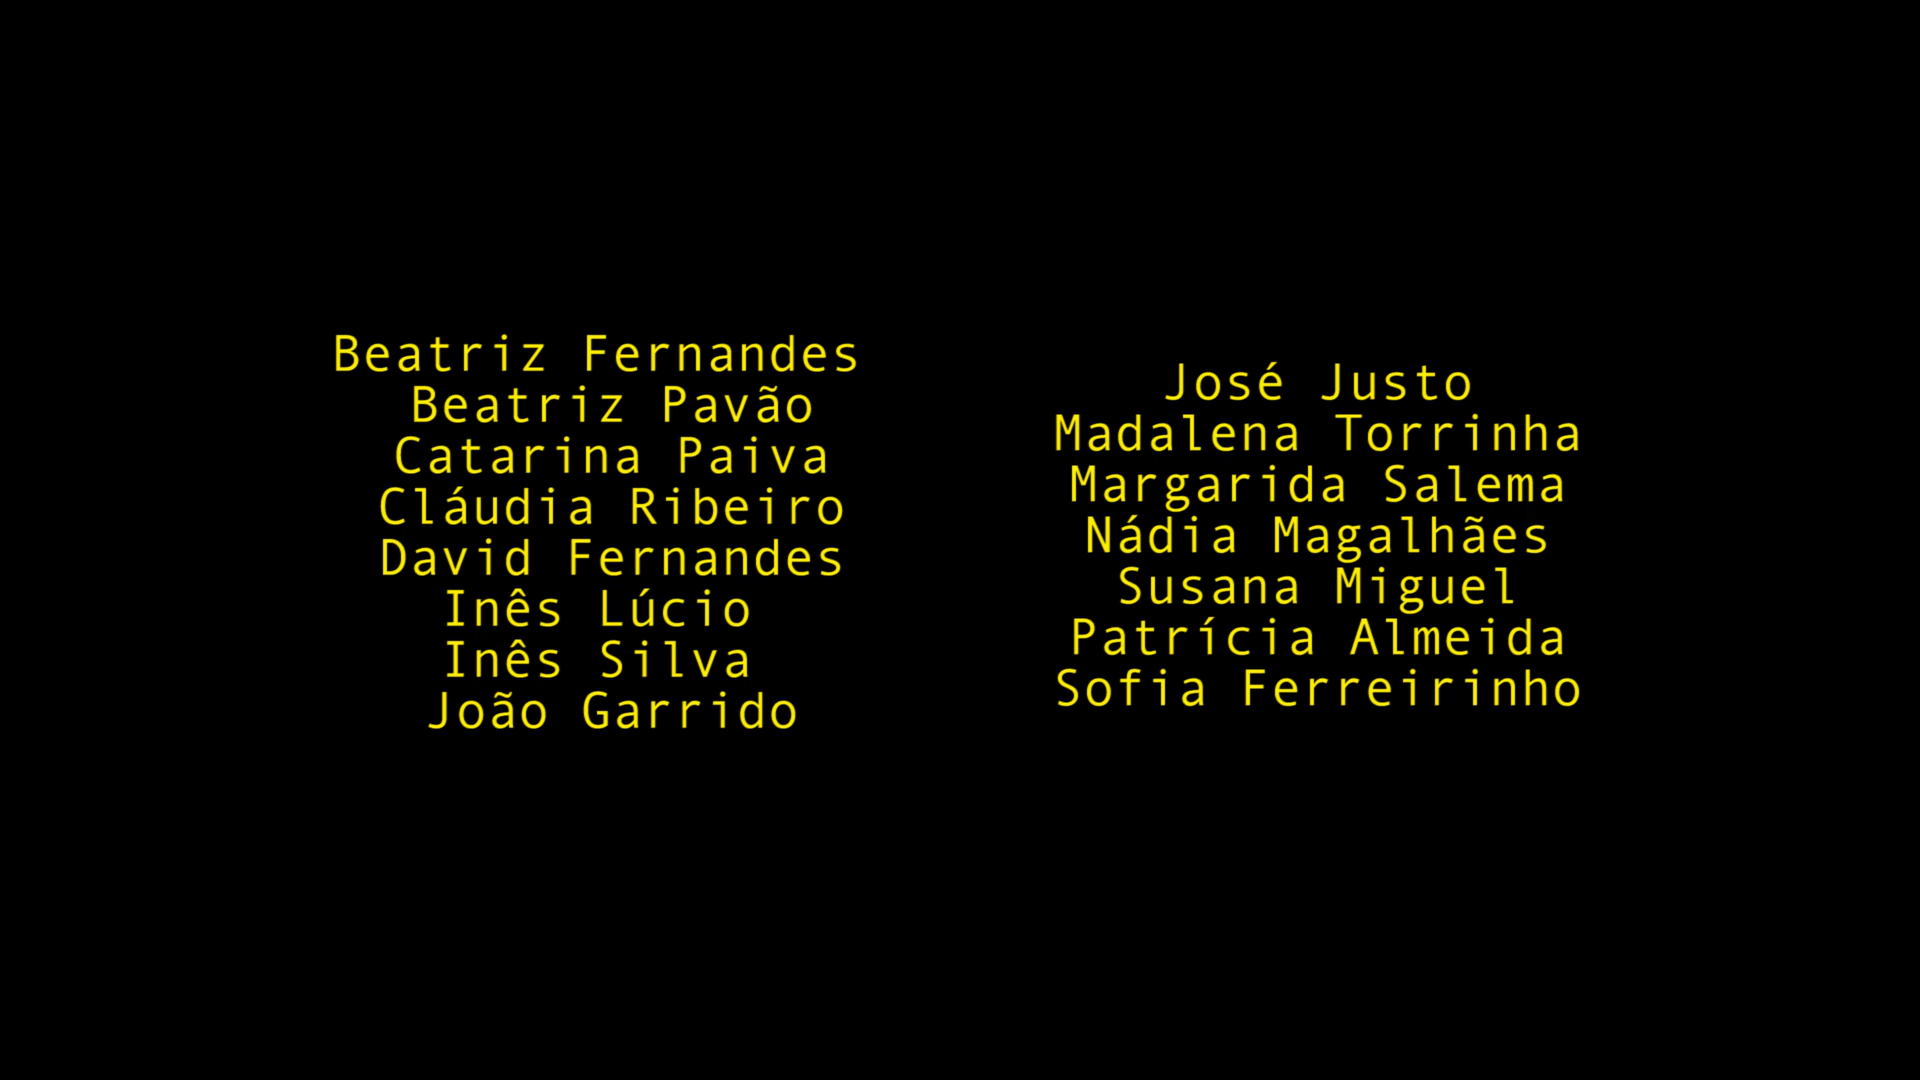 Beatriz Fernandes
Beatriz Pavão
Catarina Paiva
Cláudia Ribeiro
David Fernandes
Inês Lúcio
Inês Silva
João Garrido
José Justo
Madalena Torrinha
Margarida Salema
Nádia Magalhães
Susana Miguel
Patrícia Almeida
Sofia Ferreirinho